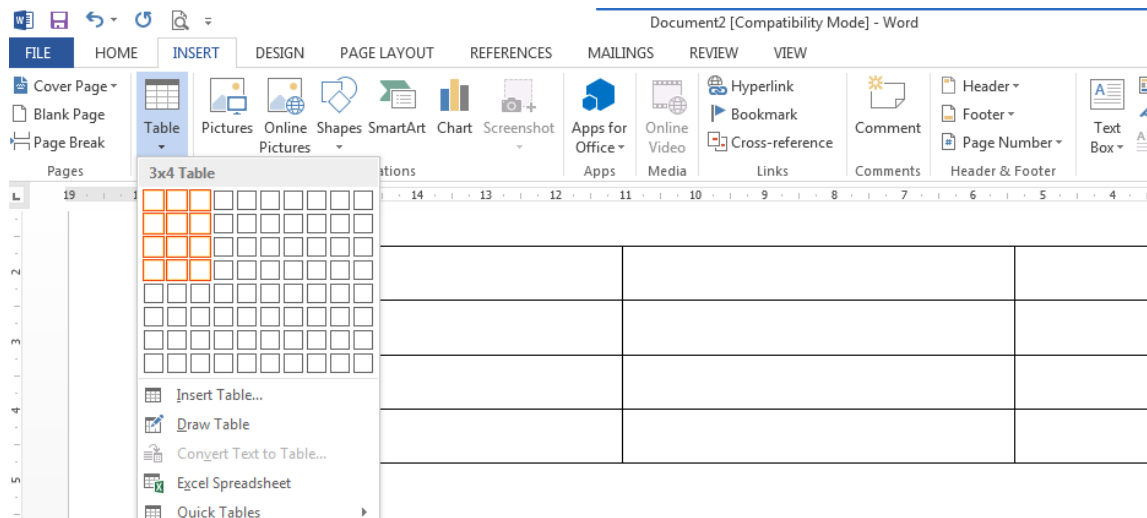 Document2 [Compatibility Mode] - Word
FILE HOME INSERT DESIGN PAGE LAYOUT REFERENCES MAILINGS REVIEW VIEW
Cover Page
Blank Page
Page Break
Pages
Table
Pictures
Online Pictures
Shapes
SmartArt
Chart
Screenshot
Apps for Office
Apps
Online Video
Media
Hyperlink
Bookmark
Cross-reference
Links
Comment
Comments
Header
Footer
Page Number
Header & Footer
Text Box
3x4 Table
19 14 13 12 11 10 9 8 7 6 5 4
2
3
4
5
Insert Table...
Draw Table
Convert Text to Table...
Excel Spreadsheet
Quick Tables